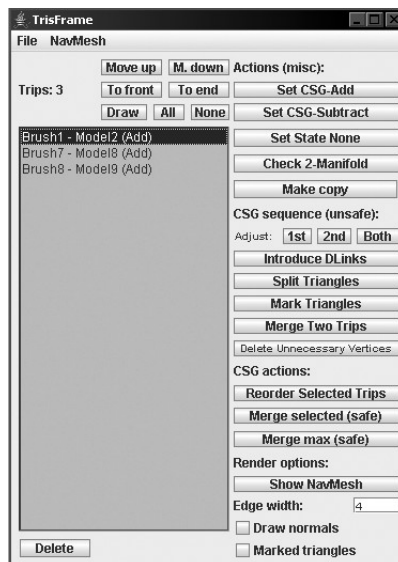 TrisFrame
File NavMesh
Move up M. down
Trips: 3 To front To end
Draw All None
Brush1 - Model2 (Add)
Brush7 - Model8 (Add)
Brush8 - Model9 (Add)
Delete
Actions (misc):
Set CSG-Add
Set CSG-Subtract
Set State None
Check 2-Manifold
Make copy
CSG sequence (unsafe):
Adjust: 1st 2nd Both
Introduce DLinks
Split Triangles
Mark Triangles
Merge Two Trips
Delete Unnecessary Vertices
CSG actions:
Reorder Selected Trips
Merge selected (safe)
Merge max (safe)
Render options:
Show NavMesh
Edge width: 4
Draw normals
Marked triangles